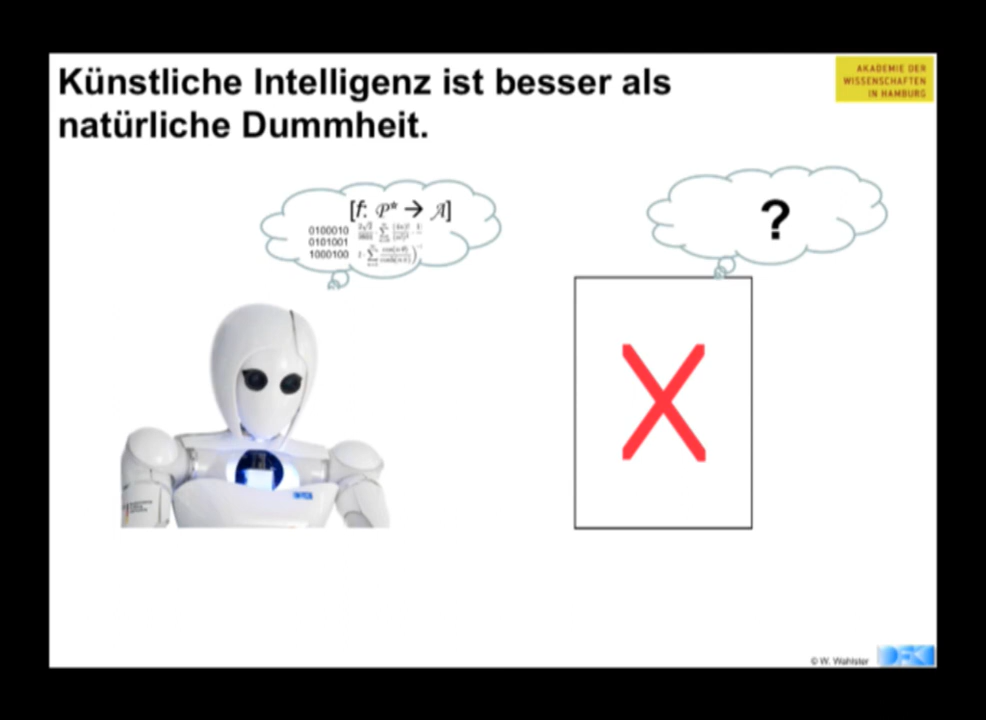 Künstliche Intelligenz ist besser als
natürliche Dummheit.
AKADEMIE DER
WISSENSCHAFTEN
IN HAMBURG
[f: 𝒫* → 𝒜]
0100010
0101001
1000100
?
© W. Wahlster